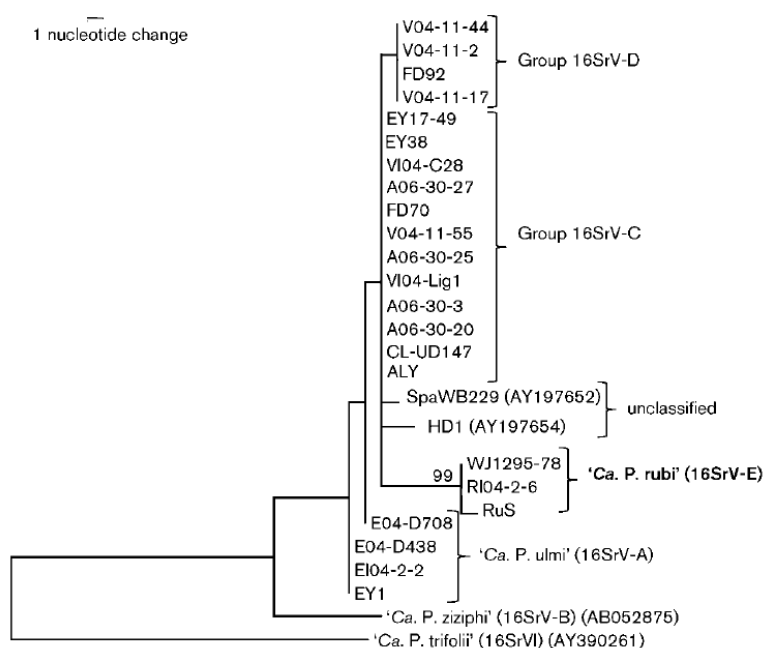 1 nucleotide change
V04-11-44
V04-11-2
FD92
V04-11-17
Group 16SrV-D
EY17-49
EY38
VI04-C28
A06-30-27
FD70
V04-11-55
A06-30-25
VI04-Lig1
A06-30-3
A06-30-20
CL-UD147
ALY
Group 16SrV-C
SpaWB229 (AY197652)
HD1 (AY197654)
unclassified
99
WJ1295-78
RI04-2-6
RuS
'Ca. P. rubi' (16SrV-E)
E04-D708
E04-D438
EI04-2-2
EY1
'Ca. P. ulmi' (16SrV-A)
'Ca. P. ziziphi' (16SrV-B) (AB052875)
'Ca. P. trifolii' (16SrVI) (AY390261)